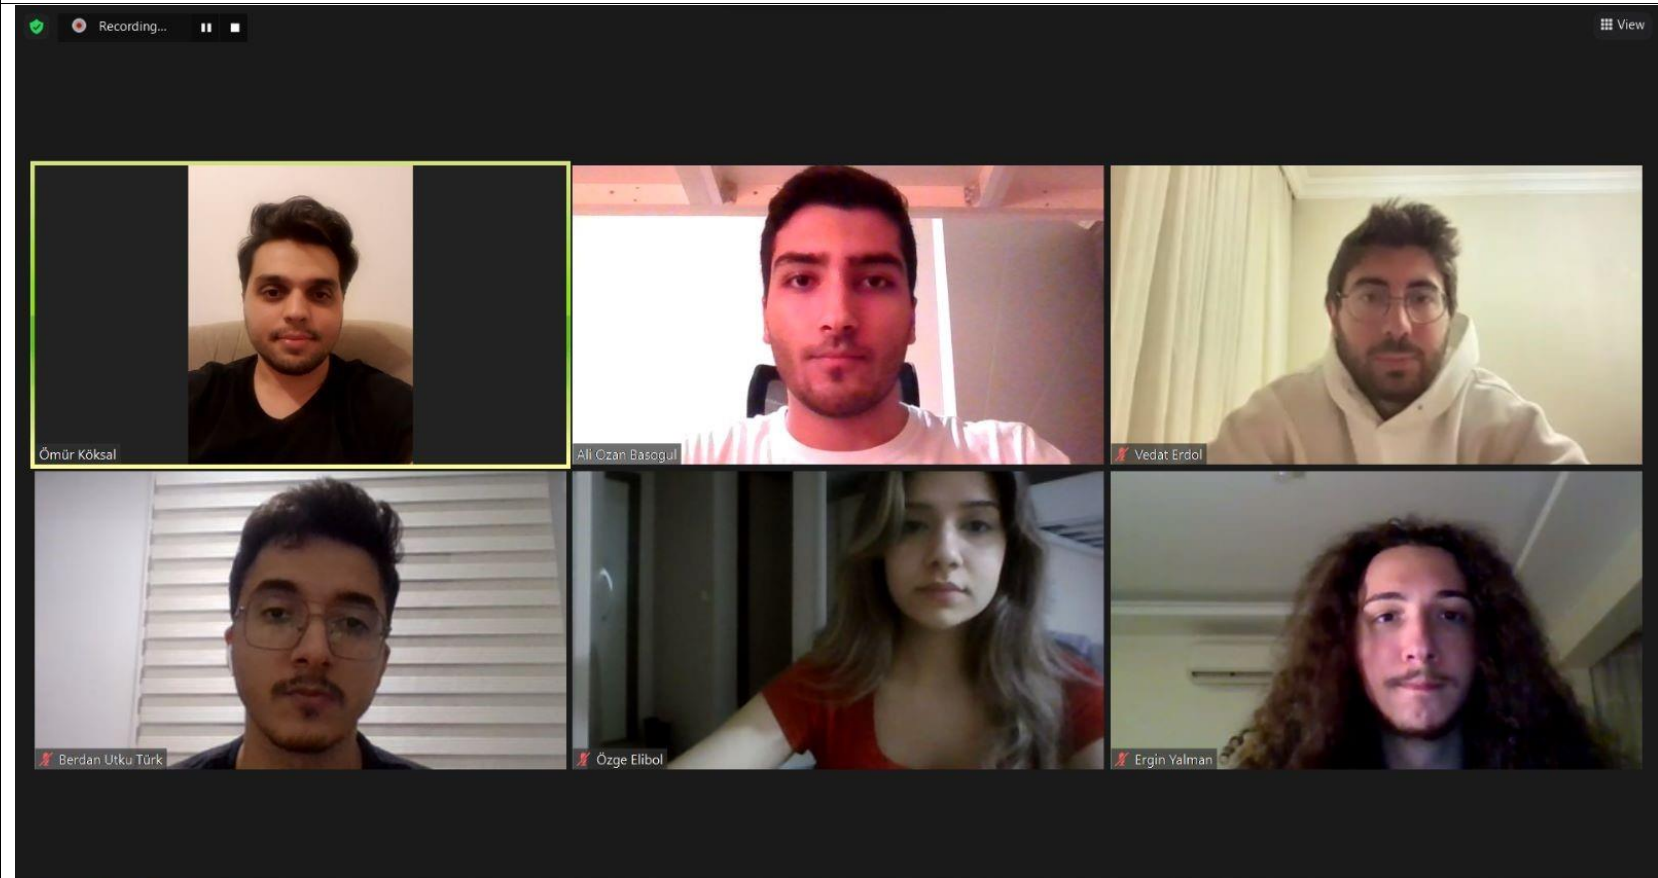 Recording...
View
Ömür Köksal
Ali Ozan Basogul
Vedat Erdol
Berdan Utku Türk
Özge Elibol
Ergin Yalman